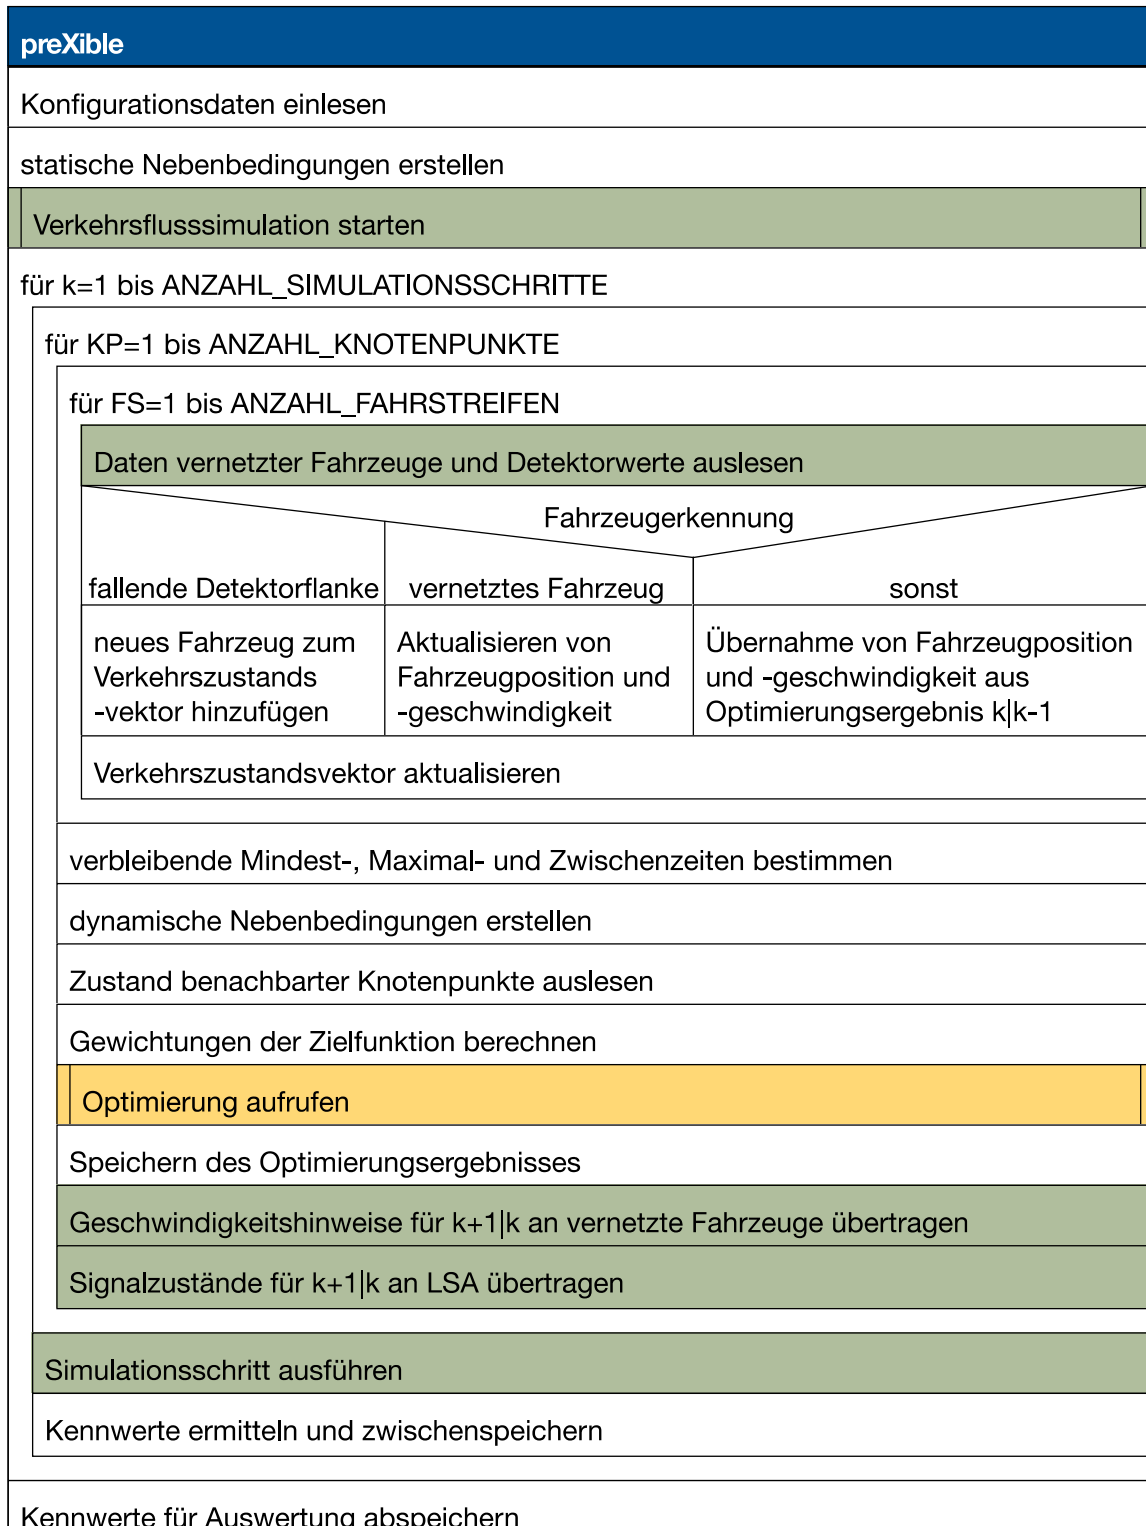 preXible
Konfigurationsdaten einlesen
statische Nebenbedingungen erstellen
Verkehrsflusssimulation starten
für k=1 bis ANZAHL_SIMULATIONSSCHRITTE
für KP=1 bis ANZAHL_KNOTENPUNKTE
für FS=1 bis ANZAHL_FAHRSTREIFEN
Daten vernetzter Fahrzeuge und Detektorwerte auslesen
Fahrzeugerkennung
fallende Detektorflanke
vernetztes Fahrzeug
sonst
neues Fahrzeug zum
Verkehrszustands
-vektor hinzufügen
Aktualisieren von
Fahrzeugposition und
-geschwindigkeit
Übernahme von Fahrzeugposition
und -geschwindigkeit aus
Optimierungsergebnis k|k-1
Verkehrszustandsvektor aktualisieren
verbleibende Mindest-, Maximal- und Zwischenzeiten bestimmen
dynamische Nebenbedingungen erstellen
Zustand benachbarter Knotenpunkte auslesen
Gewichtungen der Zielfunktion berechnen
Optimierung aufrufen
Speichern des Optimierungsergebnisses
Geschwindigkeitshinweise für k+1|k an vernetzte Fahrzeuge übertragen
Signalzustände für k+1|k an LSA übertragen
Simulationsschritt ausführen
Kennwerte ermitteln und zwischenspeichern
Kennwerte für Auswertung abspeichern